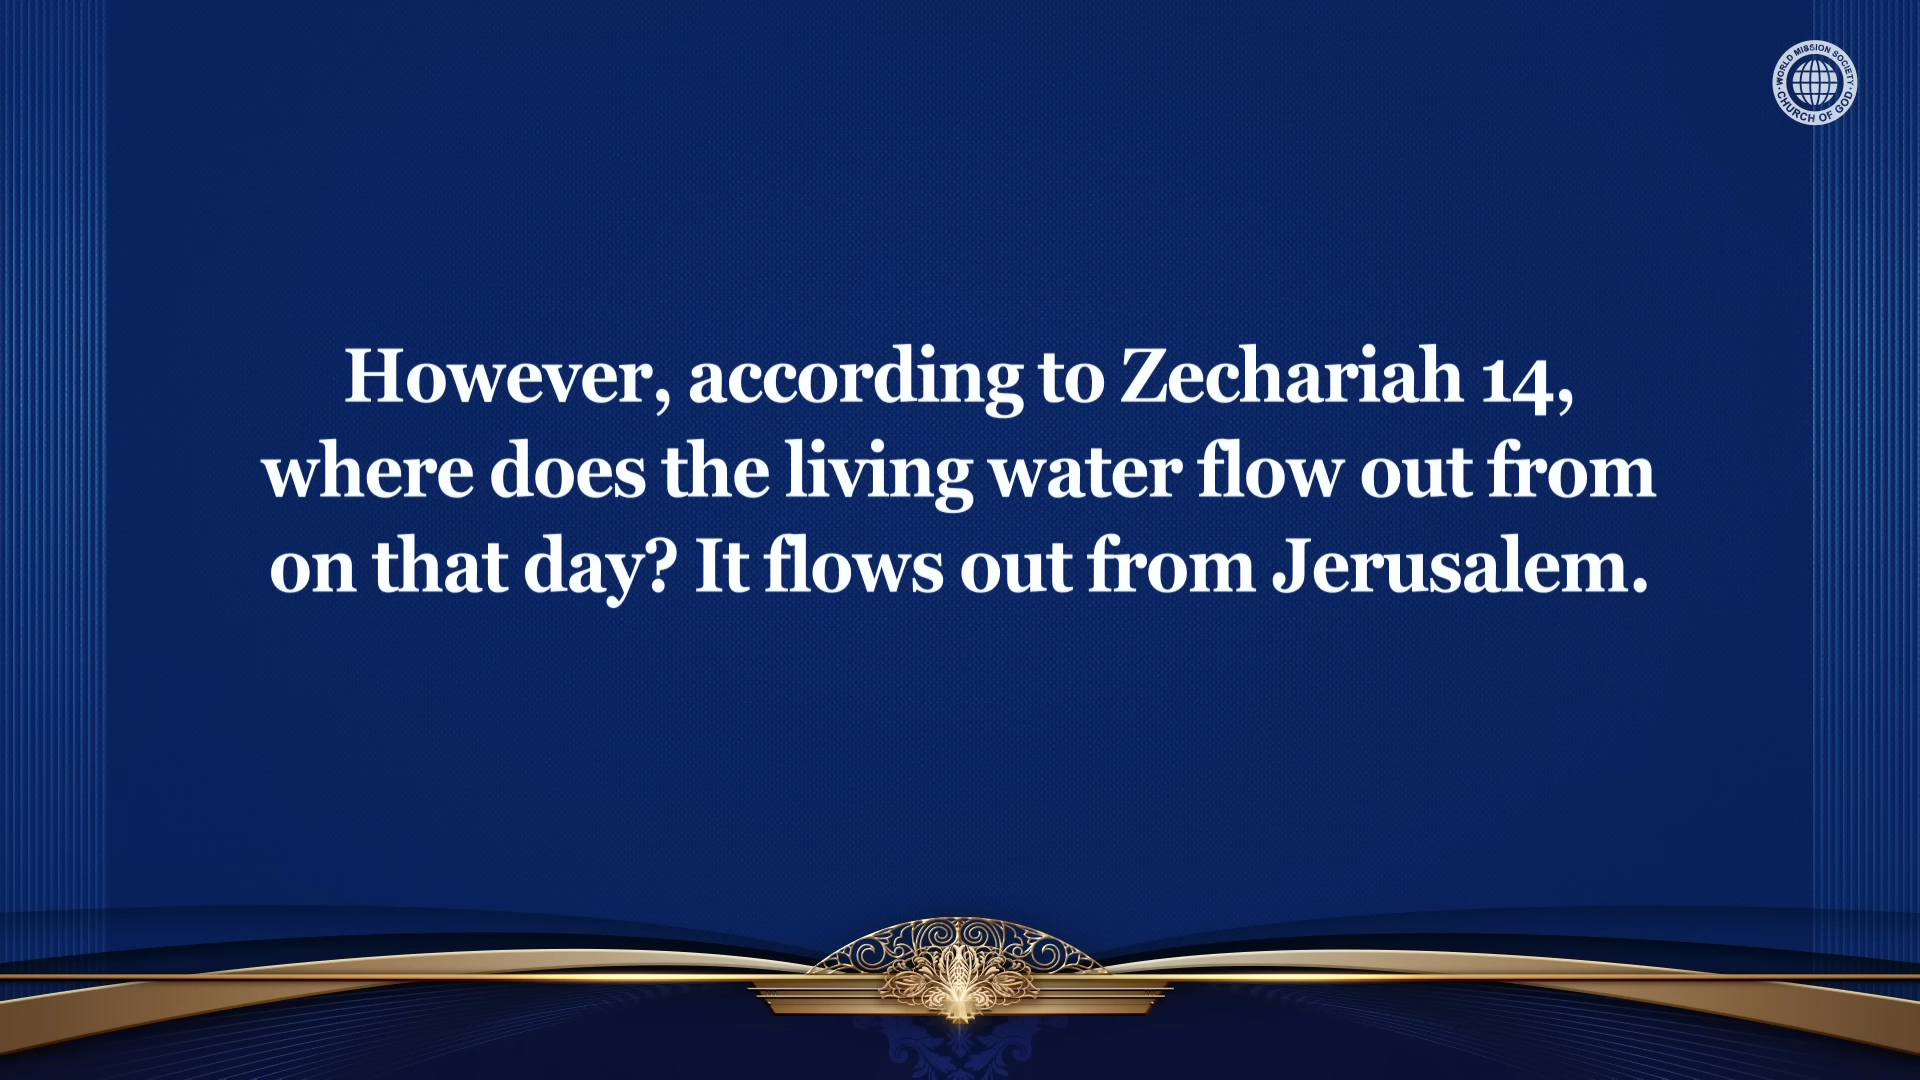 WORLD MISSION SOCIETY
CHURCH OF GOD
However, according to Zechariah 14,
where does the living water flow out from
on that day? It flows out from Jerusalem.